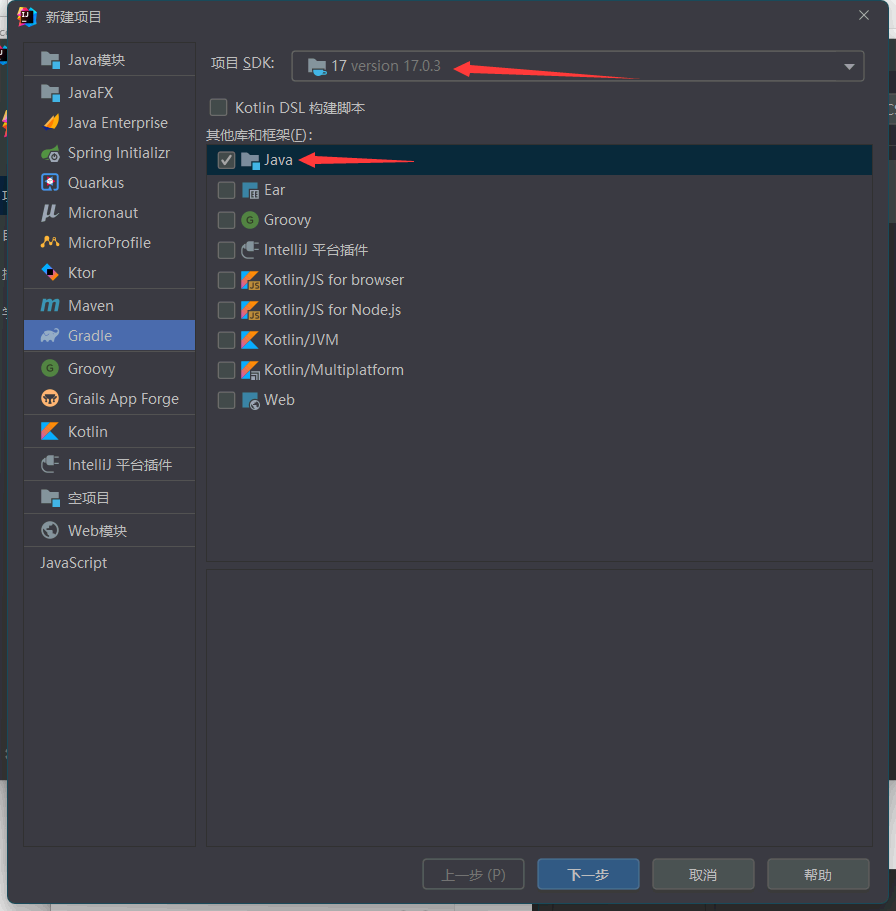 新建项目
Java模块
JavaFX
Java Enterprise
Spring Initializr
Quarkus
Micronaut
MicroProfile
Ktor
Maven
Gradle
Groovy
Grails App Forge
Kotlin
IntelliJ 平台插件
空项目
Web模块
JavaScript
项目 SDK: 17 version 17.0.3
Kotlin DSL 构建脚本
其他库和框架(F):
Java
Ear
Groovy
IntelliJ 平台插件
Kotlin/JS for browser
Kotlin/JS for Node.js
Kotlin/JVM
Kotlin/Multiplatform
Web
上一步 (P) 下一步 取消 帮助